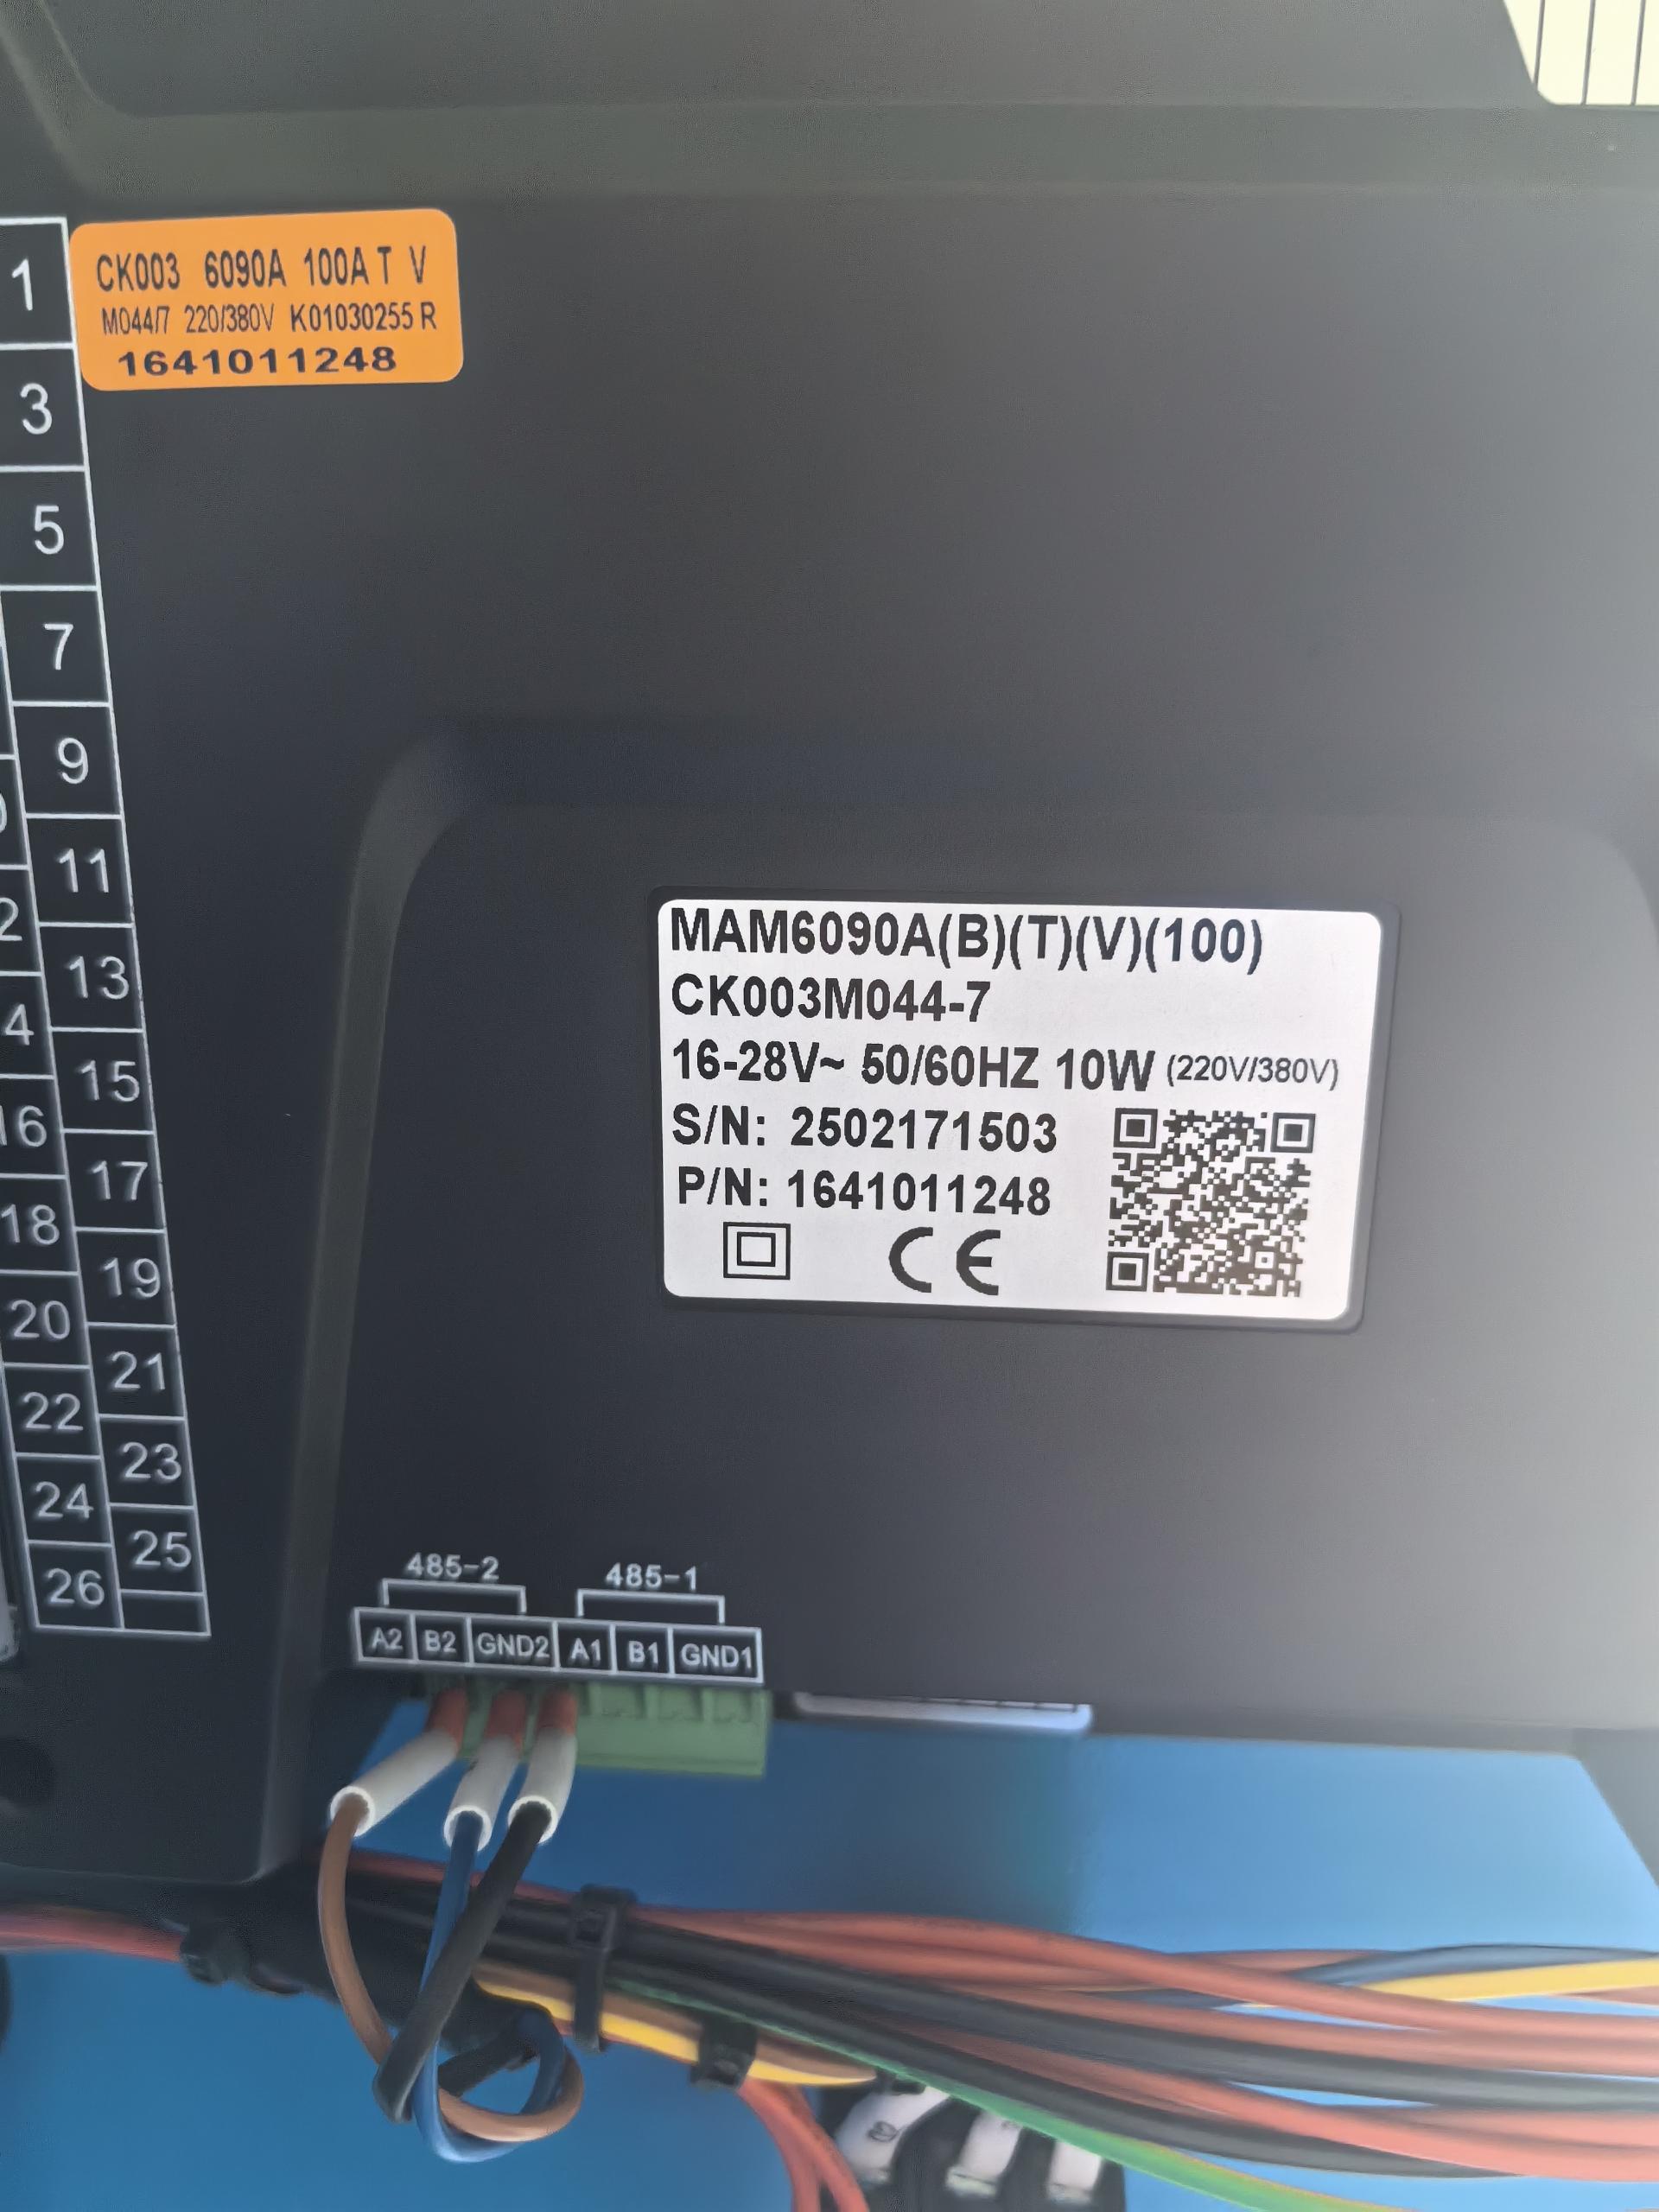 CK003 6090A 100A T V
M044/7 220/380V K01030255 R
1641011248
1
3
5
7
9
11
13
15
17
19
21
23
25
16
18
20
22
24
26
MAM6090A(B)(T)(V)(100)
CK003M044-7
16-28V~ 50/60HZ 10W (220V/380V)
S/N: 2502171503
P/N: 1641011248
CE
485-2 485-1
A2 B2 GND2 A1 B1 GND1